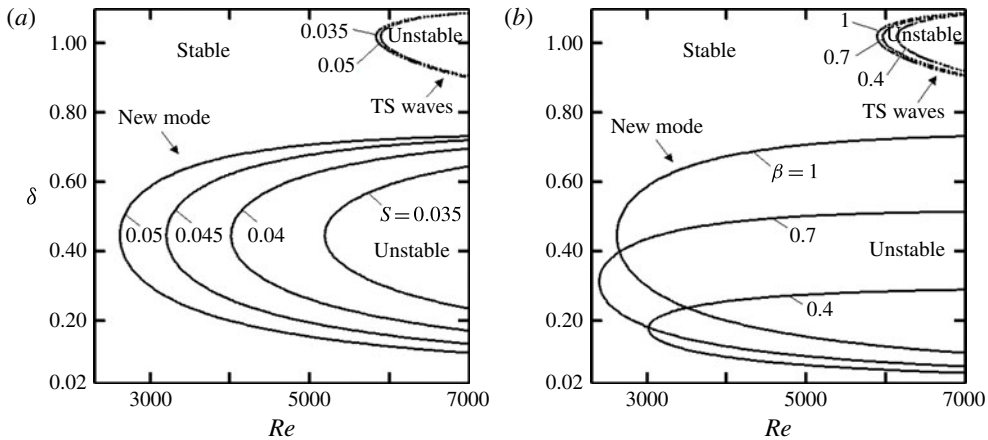 (a)
1.00
0.80
0.60
δ
0.40
0.20
0.02
Stable
0.035
0.05
Unstable
TS waves
New mode
0.05
0.045
0.04
S = 0.035
Unstable
3000
5000
7000
Re
(b)
1.00
0.80
0.60
0.40
0.20
0.02
Stable
1
0.7
0.4
Unstable
TS waves
New mode
β = 1
0.7
Unstable
0.4
3000
5000
7000
Re